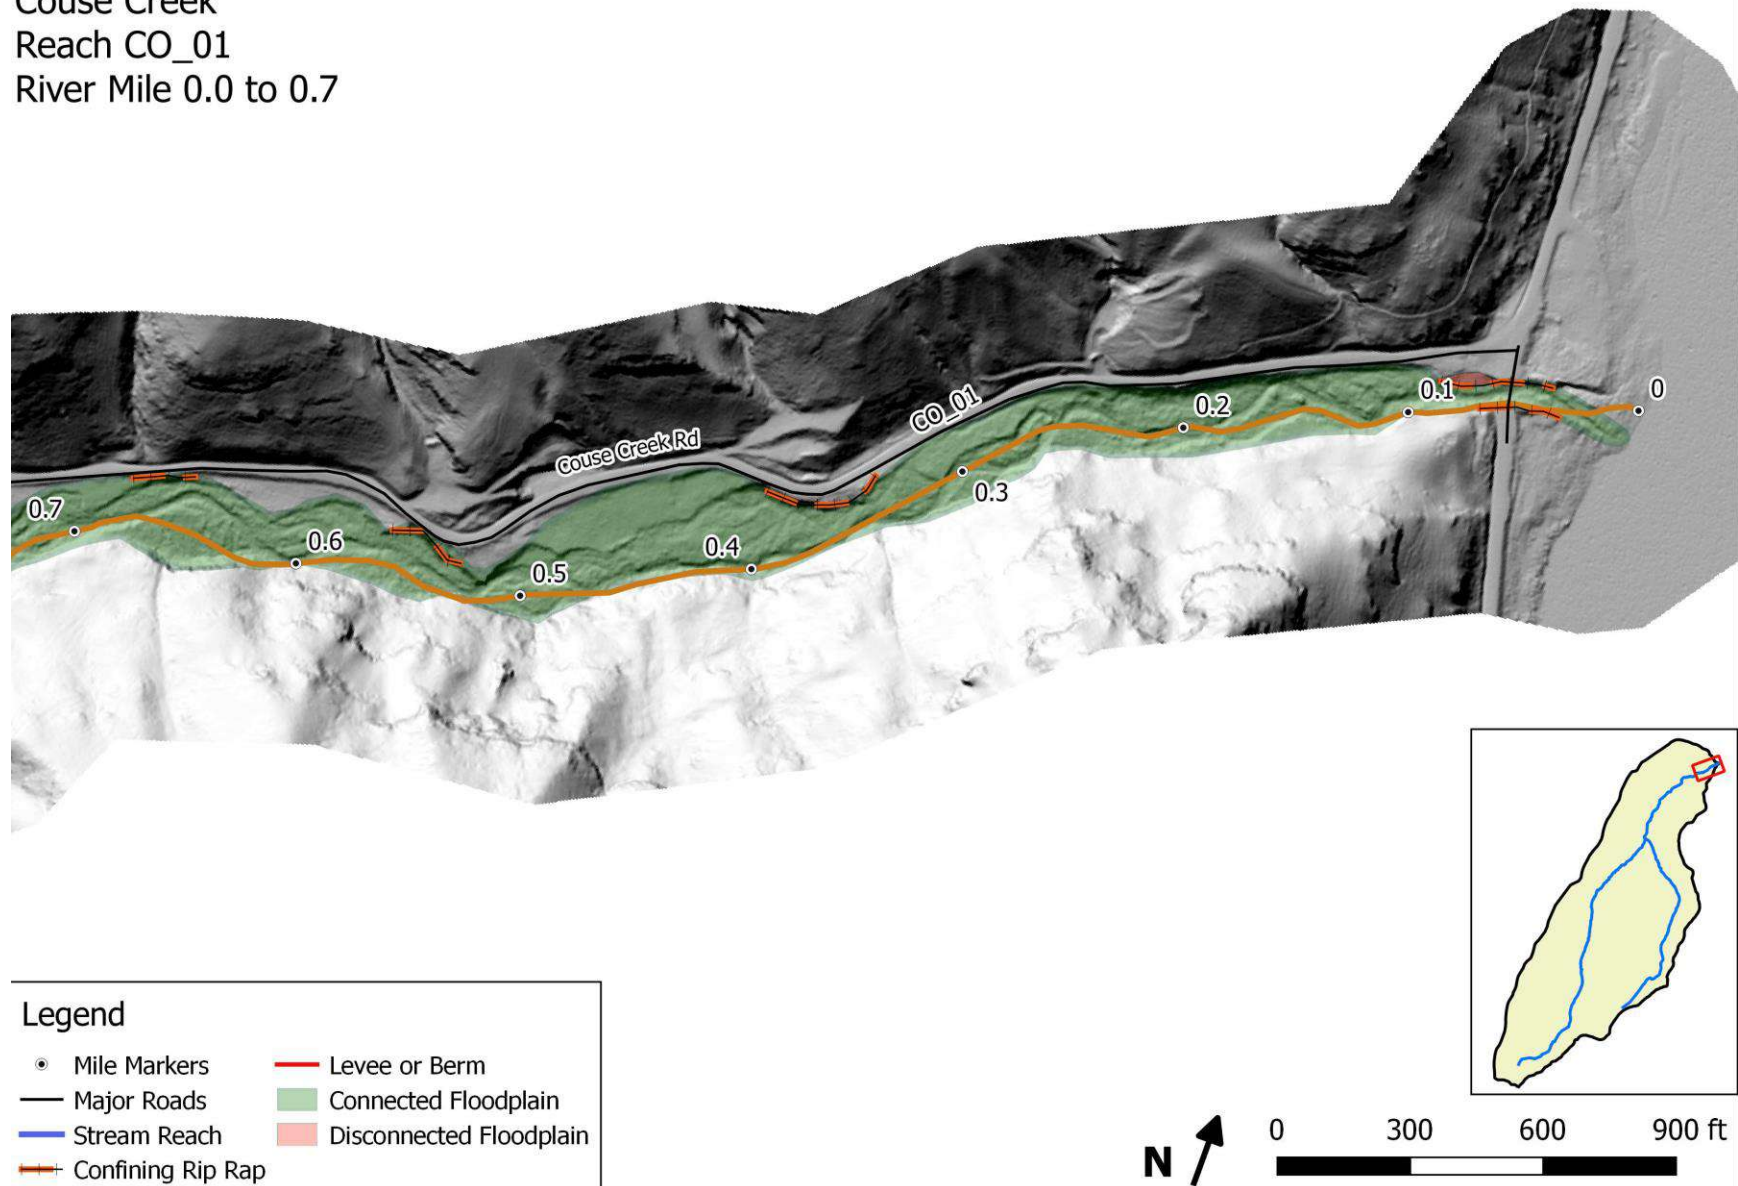 Couse Creek
Reach CO_01
River Mile 0.0 to 0.7
0
0.1
0.2
CO_01
0.3
Couse Creek Rd
0.4
0.5
0.6
0.7
Legend
Mile Markers
Major Roads
Stream Reach
Confining Rip Rap
Levee or Berm
Connected Floodplain
Disconnected Floodplain
N
0 300 600 900 ft